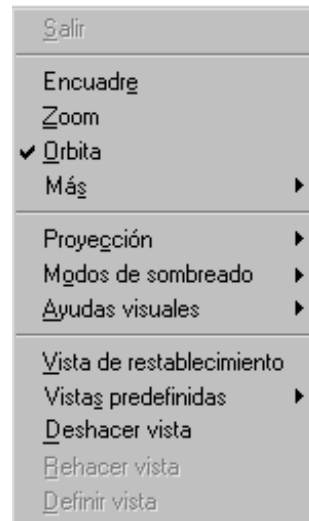 Salir
Encuadre
Zoom
Orbita
Más
Proyección
Modos de sombreado
Ayudas visuales
Vista de restablecimiento
Vistas predefinidas
Deshacer vista
Rehacer vista
Definir vista